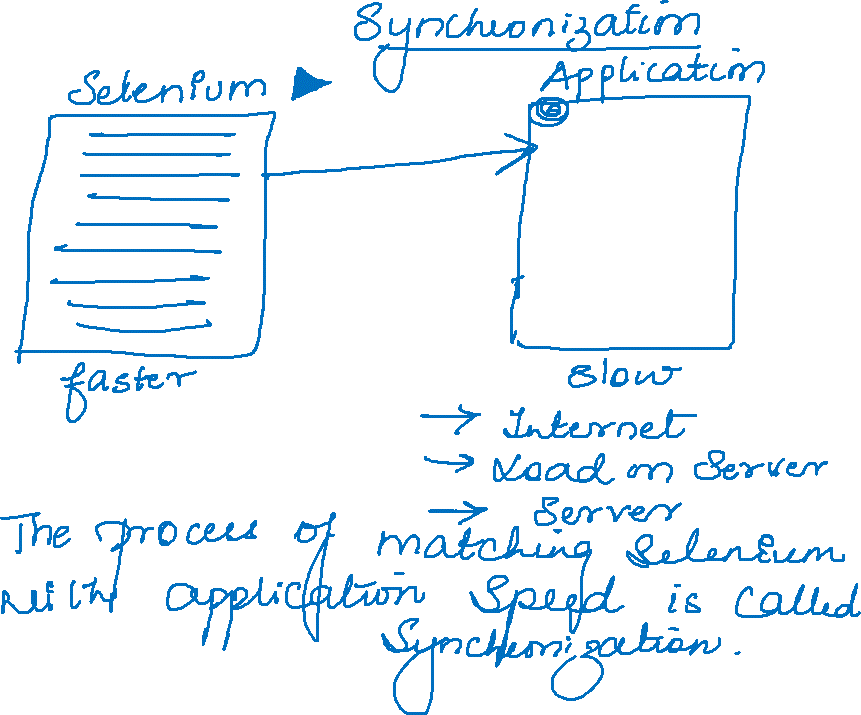 Synchronization
Selenium
Application
faster
slow
→ Internet
→ Load on Server
→ Server
The process of matching Selenium
with application Speed is called
Synchronization.